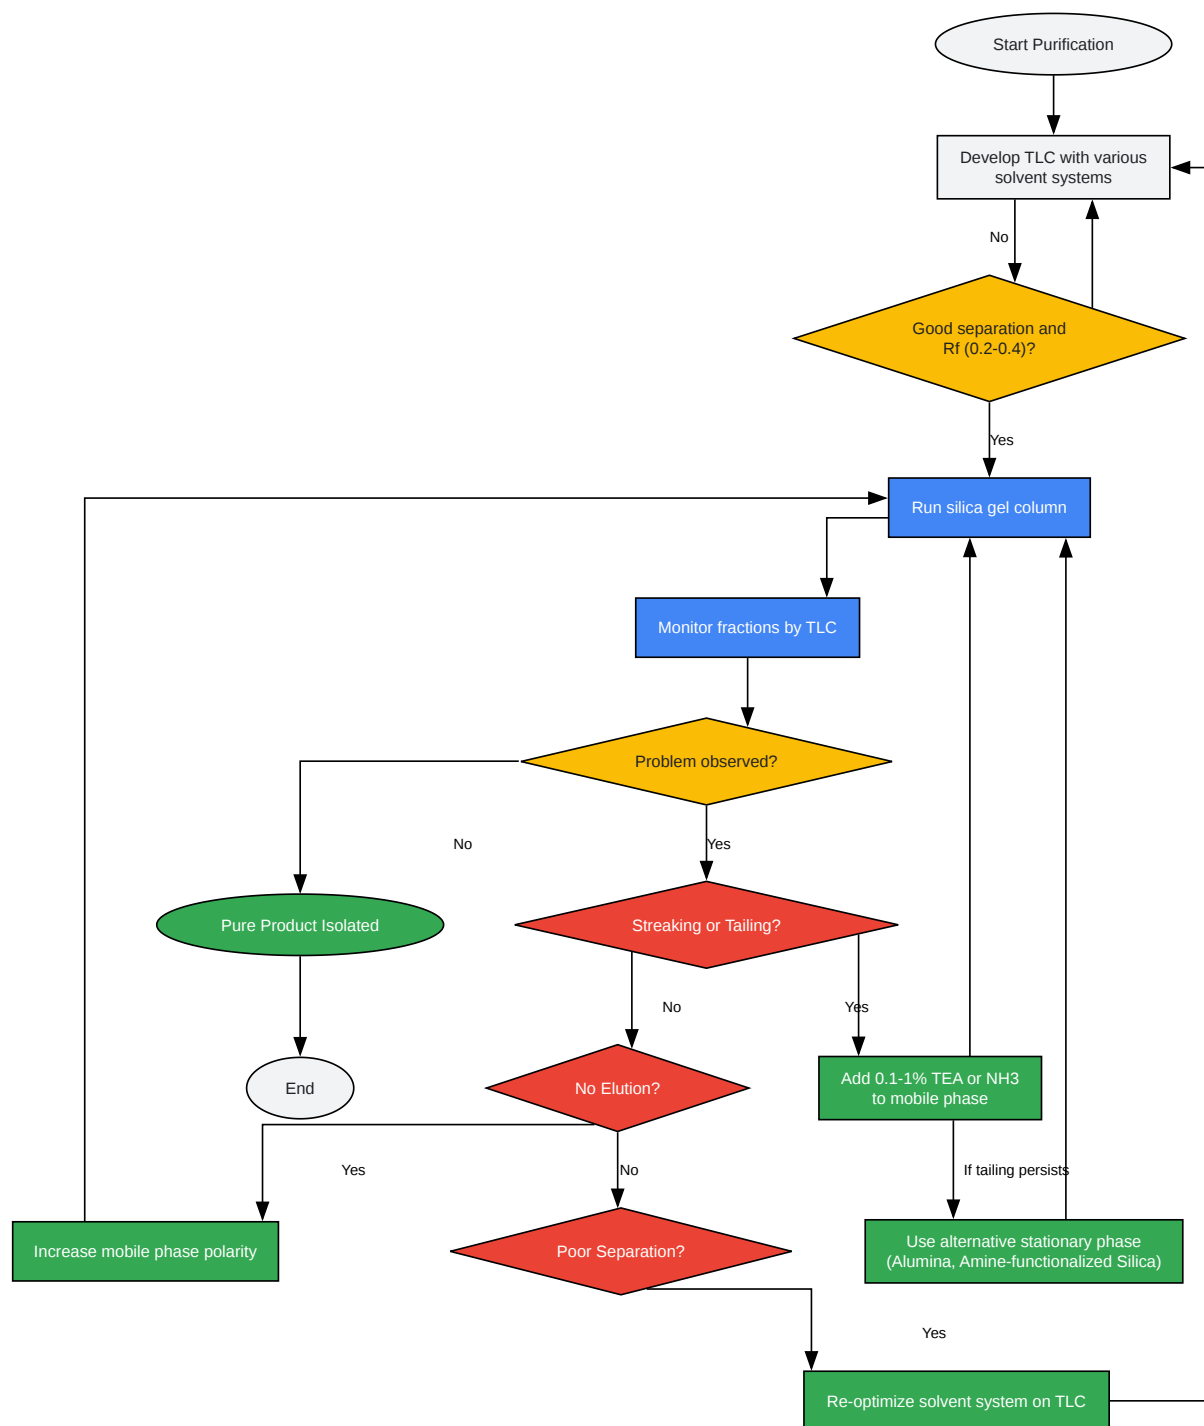 Start Purification
Develop TLC with various
solvent systems
No
Good separation and
Rf (0.2-0.4)?
Yes
Run silica gel column
Monitor fractions by TLC
Problem observed?
No
Yes
Pure Product Isolated
Streaking or Tailing?
No
Yes
End
No Elution?
Add 0.1-1% TEA or NH3
to mobile phase
Yes
No
If tailing persists
Increase mobile phase polarity
Poor Separation?
Use alternative stationary phase
(Alumina, Amine-functionalized Silica)
Yes
Re-optimize solvent system on TLC